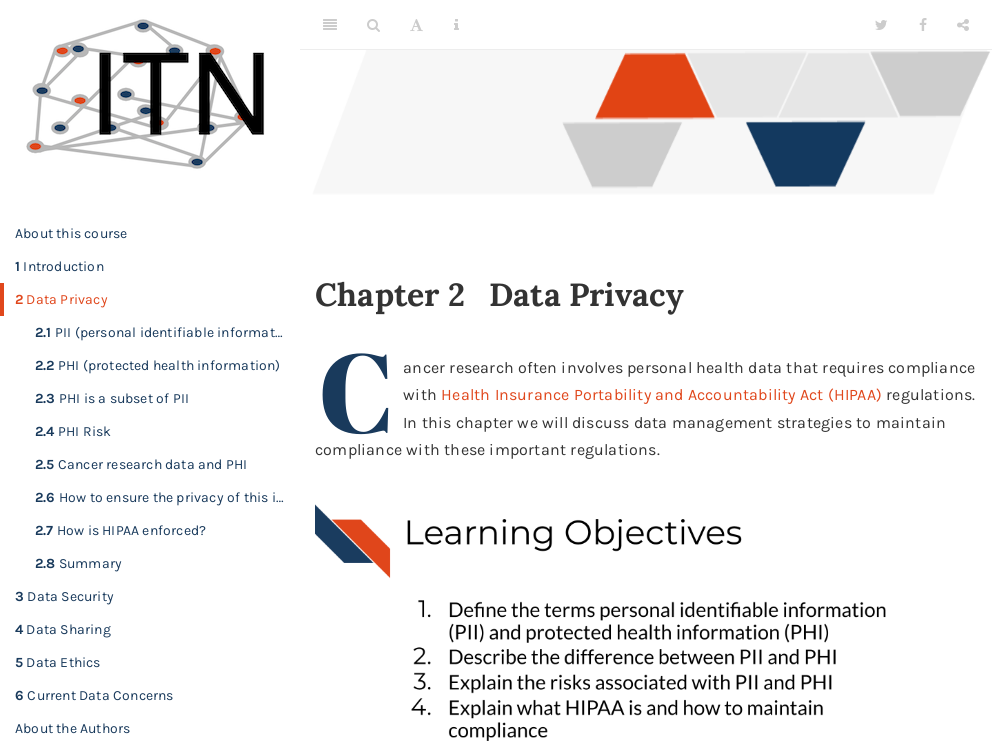 ITN
About this course
1 Introduction
2 Data Privacy
2.1 PII (personal identifiable informat…
2.2 PHI (protected health information)
2.3 PHI is a subset of PII
2.4 PHI Risk
2.5 Cancer research data and PHI
2.6 How to ensure the privacy of this i…
2.7 How is HIPAA enforced?
2.8 Summary
3 Data Security
4 Data Sharing
5 Data Ethics
6 Current Data Concerns
About the Authors
A
Chapter 2 Data Privacy
Cancer research often involves personal health data that requires compliance
with Health Insurance Portability and Accountability Act (HIPAA) regulations.
In this chapter we will discuss data management strategies to maintain
compliance with these important regulations.
Learning Objectives
1. Define the terms personal identifiable information
(PII) and protected health information (PHI)
2. Describe the difference between PII and PHI
3. Explain the risks associated with PII and PHI
4. Explain what HIPAA is and how to maintain
compliance